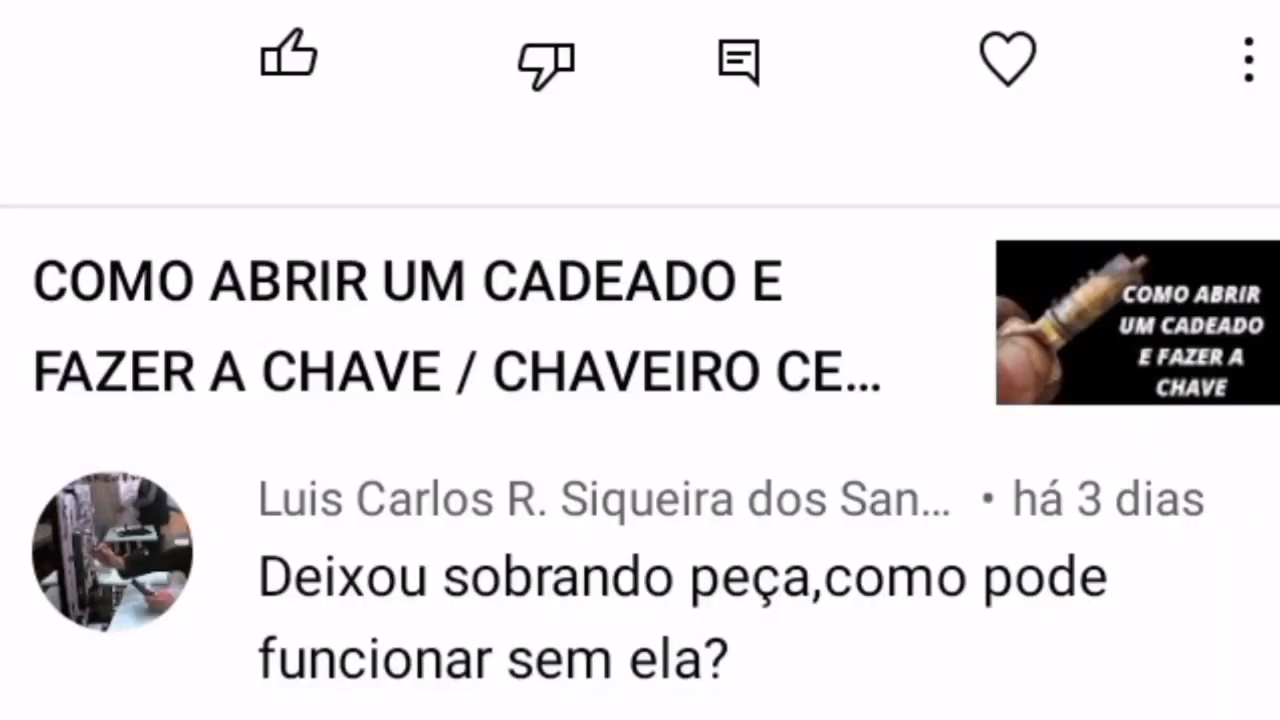 COMO ABRIR UM CADEADO E
FAZER A CHAVE / CHAVEIRO CE...
COMO ABRIR
UM CADEADO
E FAZER A
CHAVE
Luis Carlos R. Siqueira dos San... • há 3 dias
Deixou sobrando peça,como pode
funcionar sem ela?